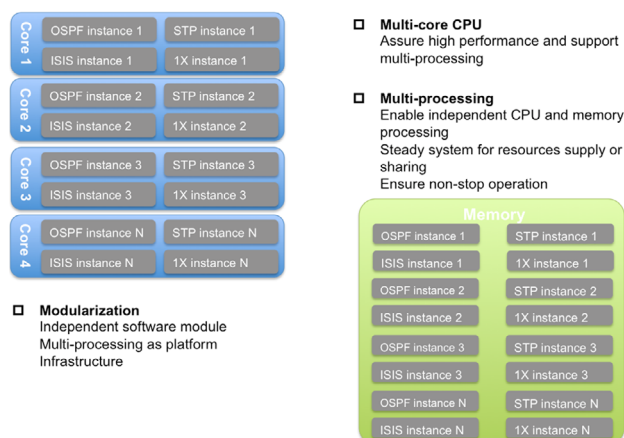 Core 1
OSPF instance 1
STP instance 1
ISIS instance 1
1X instance 1
Core 2
OSPF instance 2
STP instance 2
ISIS instance 2
1X instance 2
Core 3
OSPF instance 3
STP instance 3
ISIS instance 3
1X instance 3
Core 4
OSPF instance N
STP instance N
ISIS instance N
1X instance N
Modularization
Independent software module
Multi-processing as platform
Infrastructure
Multi-core CPU
Assure high performance and support
multi-processing
Multi-processing
Enable independent CPU and memory
processing
Steady system for resources supply or
sharing
Ensure non-stop operation
Memory
OSPF instance 1
STP instance 1
ISIS instance 1
1X instance 1
OSPF instance 2
STP instance 2
ISIS instance 2
1X instance 2
OSPF instance 3
STP instance 3
ISIS instance 3
1X instance 3
OSPF instance N
STP instance N
ISIS instance N
1X instance N